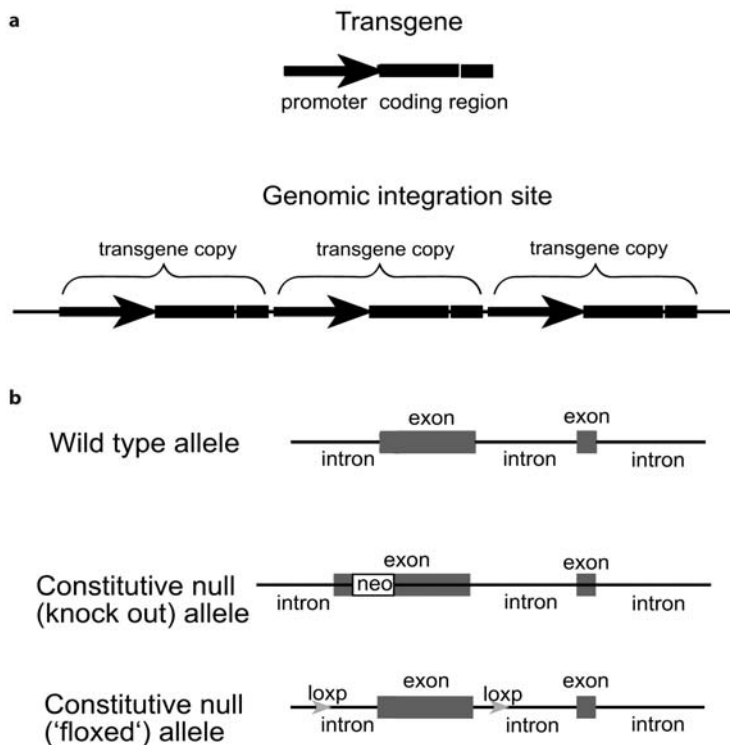 a
Transgene
promoter coding region
Genomic integration site
transgene copy transgene copy transgene copy
b
Wild type allele
exon exon
intron intron intron
Constitutive null
(knock out) allele
exon exon
neo
intron intron intron
Constitutive null
('floxed') allele
loxp exon loxp exon
intron intron intron